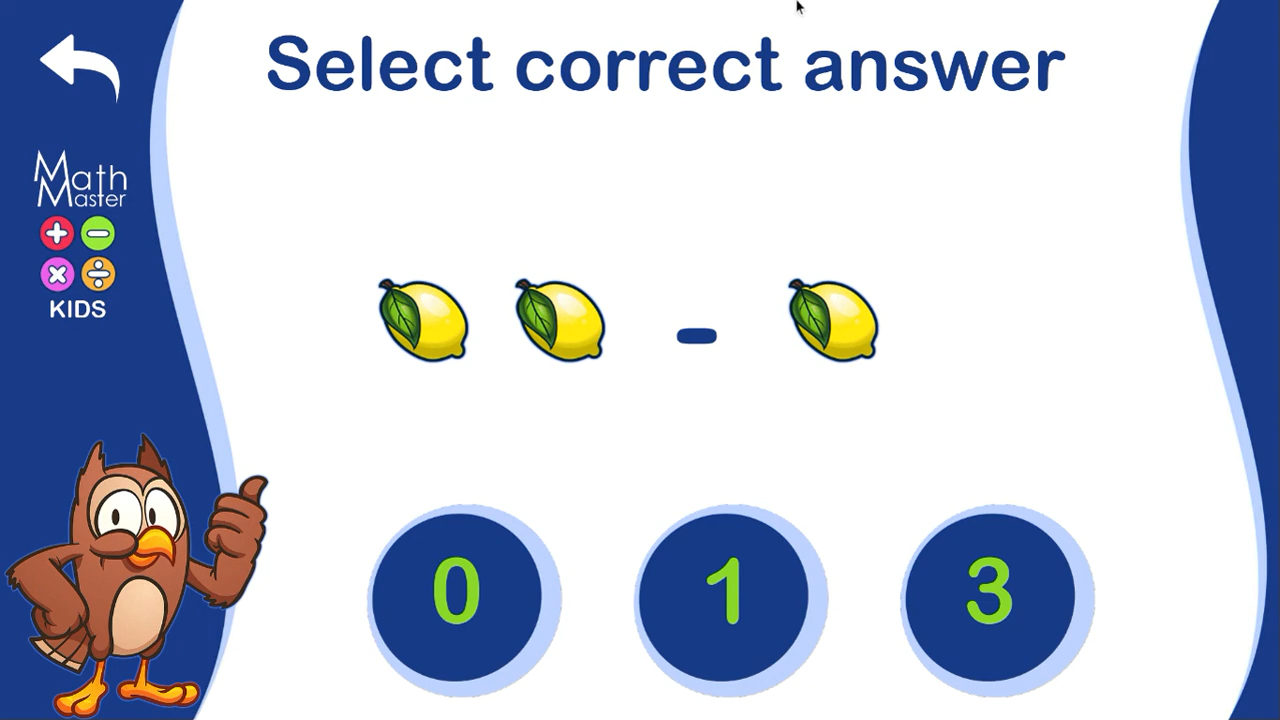 Select correct answer
Math
Master
+ -
× ÷
KIDS
-
0 1 3